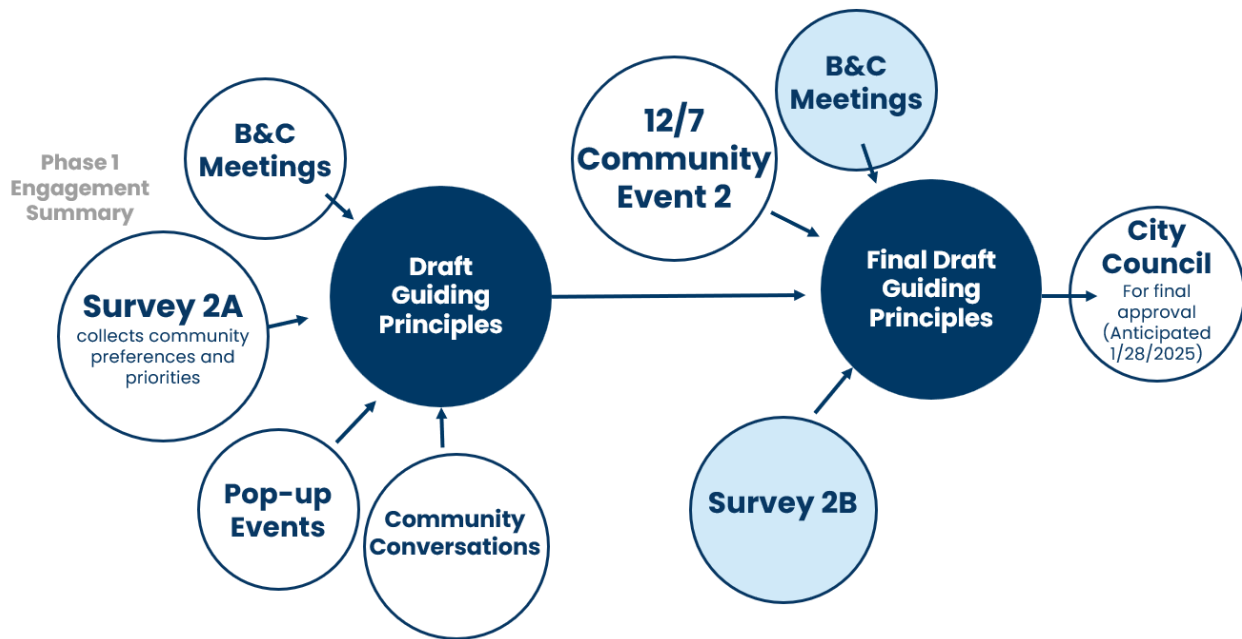 Phase 1
Engagement
Summary
B&C
Meetings
Survey 2A
collects community
preferences and
priorities
Pop-up
Events
Community
Conversations
Draft
Guiding
Principles
12/7
Community
Event 2
B&C
Meetings
Survey 2B
Final Draft
Guiding
Principles
City
Council
For final
approval
(Anticipated
1/28/2025)